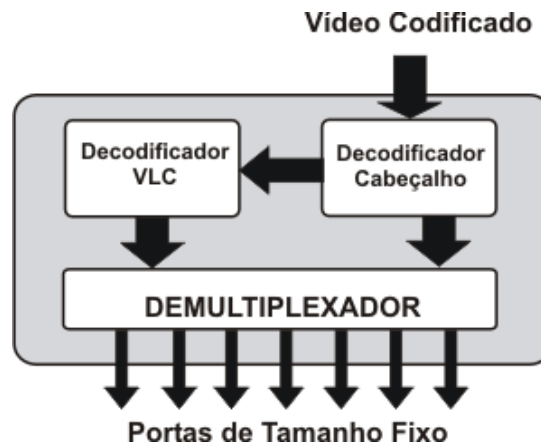 Vídeo Codificado
Decodificador
VLC
Decodificador
Cabeçalho
DEMULTIPLEXADOR
Portas de Tamanho Fixo